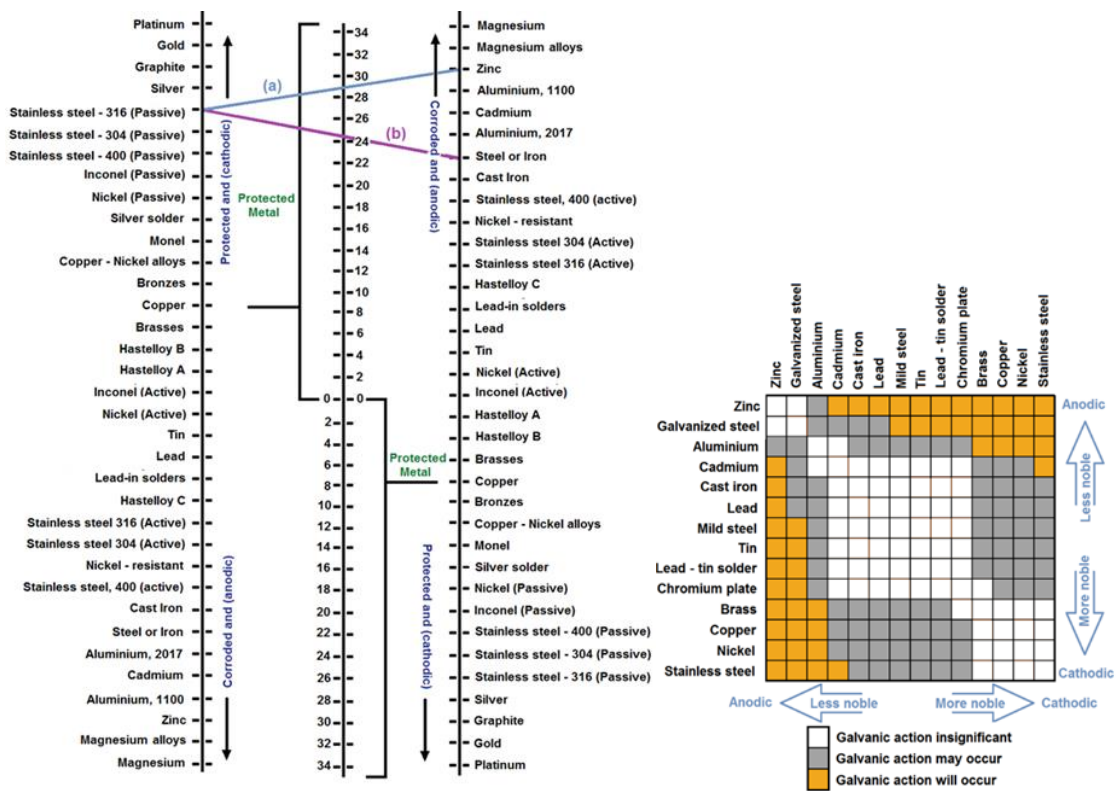 Platinum
Gold
Graphite
Silver
Stainless steel - 316 (Passive)
Stainless steel - 304 (Passive)
Stainless steel - 400 (Passive)
Inconel (Passive)
Nickel (Passive)
Silver solder
Monel
Copper - Nickel alloys
Bronzes
Copper
Brasses
Hastelloy B
Hastelloy A
Inconel (Active)
Nickel (Active)
Tin
Lead
Lead-in solders
Hastelloy C
Stainless steel 316 (Active)
Stainless steel 304 (Active)
Nickel - resistant
Stainless steel, 400 (active)
Cast Iron
Steel or Iron
Aluminium, 2017
Cadmium
Aluminium, 1100
Zinc
Magnesium alloys
Magnesium
Protected and (cathodic)
Corroded and (anodic)
Protected
Metal
(a)
(b)
34
32
30
28
26
24
22
20
18
16
14
12
10
8
6
4
2
0
0
2
4
6
8
10
12
14
16
18
20
22
24
26
28
30
32
34
Protected
Metal
Corroded and (anodic)
Protected and (cathodic)
Magnesium
Magnesium alloys
Zinc
Aluminium, 1100
Cadmium
Aluminium, 2017
Steel or Iron
Cast Iron
Stainless steel, 400 (active)
Nickel - resistant
Stainless steel 304 (Active)
Stainless steel 316 (Active)
Hastelloy C
Lead-in solders
Lead
Tin
Nickel (Active)
Inconel (Active)
Hastelloy A
Hastelloy B
Brasses
Copper
Bronzes
Copper - Nickel alloys
Monel
Silver solder
Nickel (Passive)
Inconel (Passive)
Stainless steel - 400 (Passive)
Stainless steel - 304 (Passive)
Stainless steel - 316 (Passive)
Silver
Graphite
Gold
Platinum
Zinc
Galvanized steel
Aluminium
Cadmium
Cast iron
Lead
Mild steel
Tin
Lead - tin solder
Chromium plate
Brass
Copper
Nickel
Stainless steel
Zinc
Galvanized steel
Aluminium
Cadmium
Cast iron
Lead
Mild steel
Tin
Lead - tin solder
Chromium plate
Brass
Copper
Nickel
Stainless steel
Anodic
Less noble
More noble
Cathodic
Anodic
Less noble
More noble
Cathodic
Galvanic action insignificant
Galvanic action may occur
Galvanic action will occur